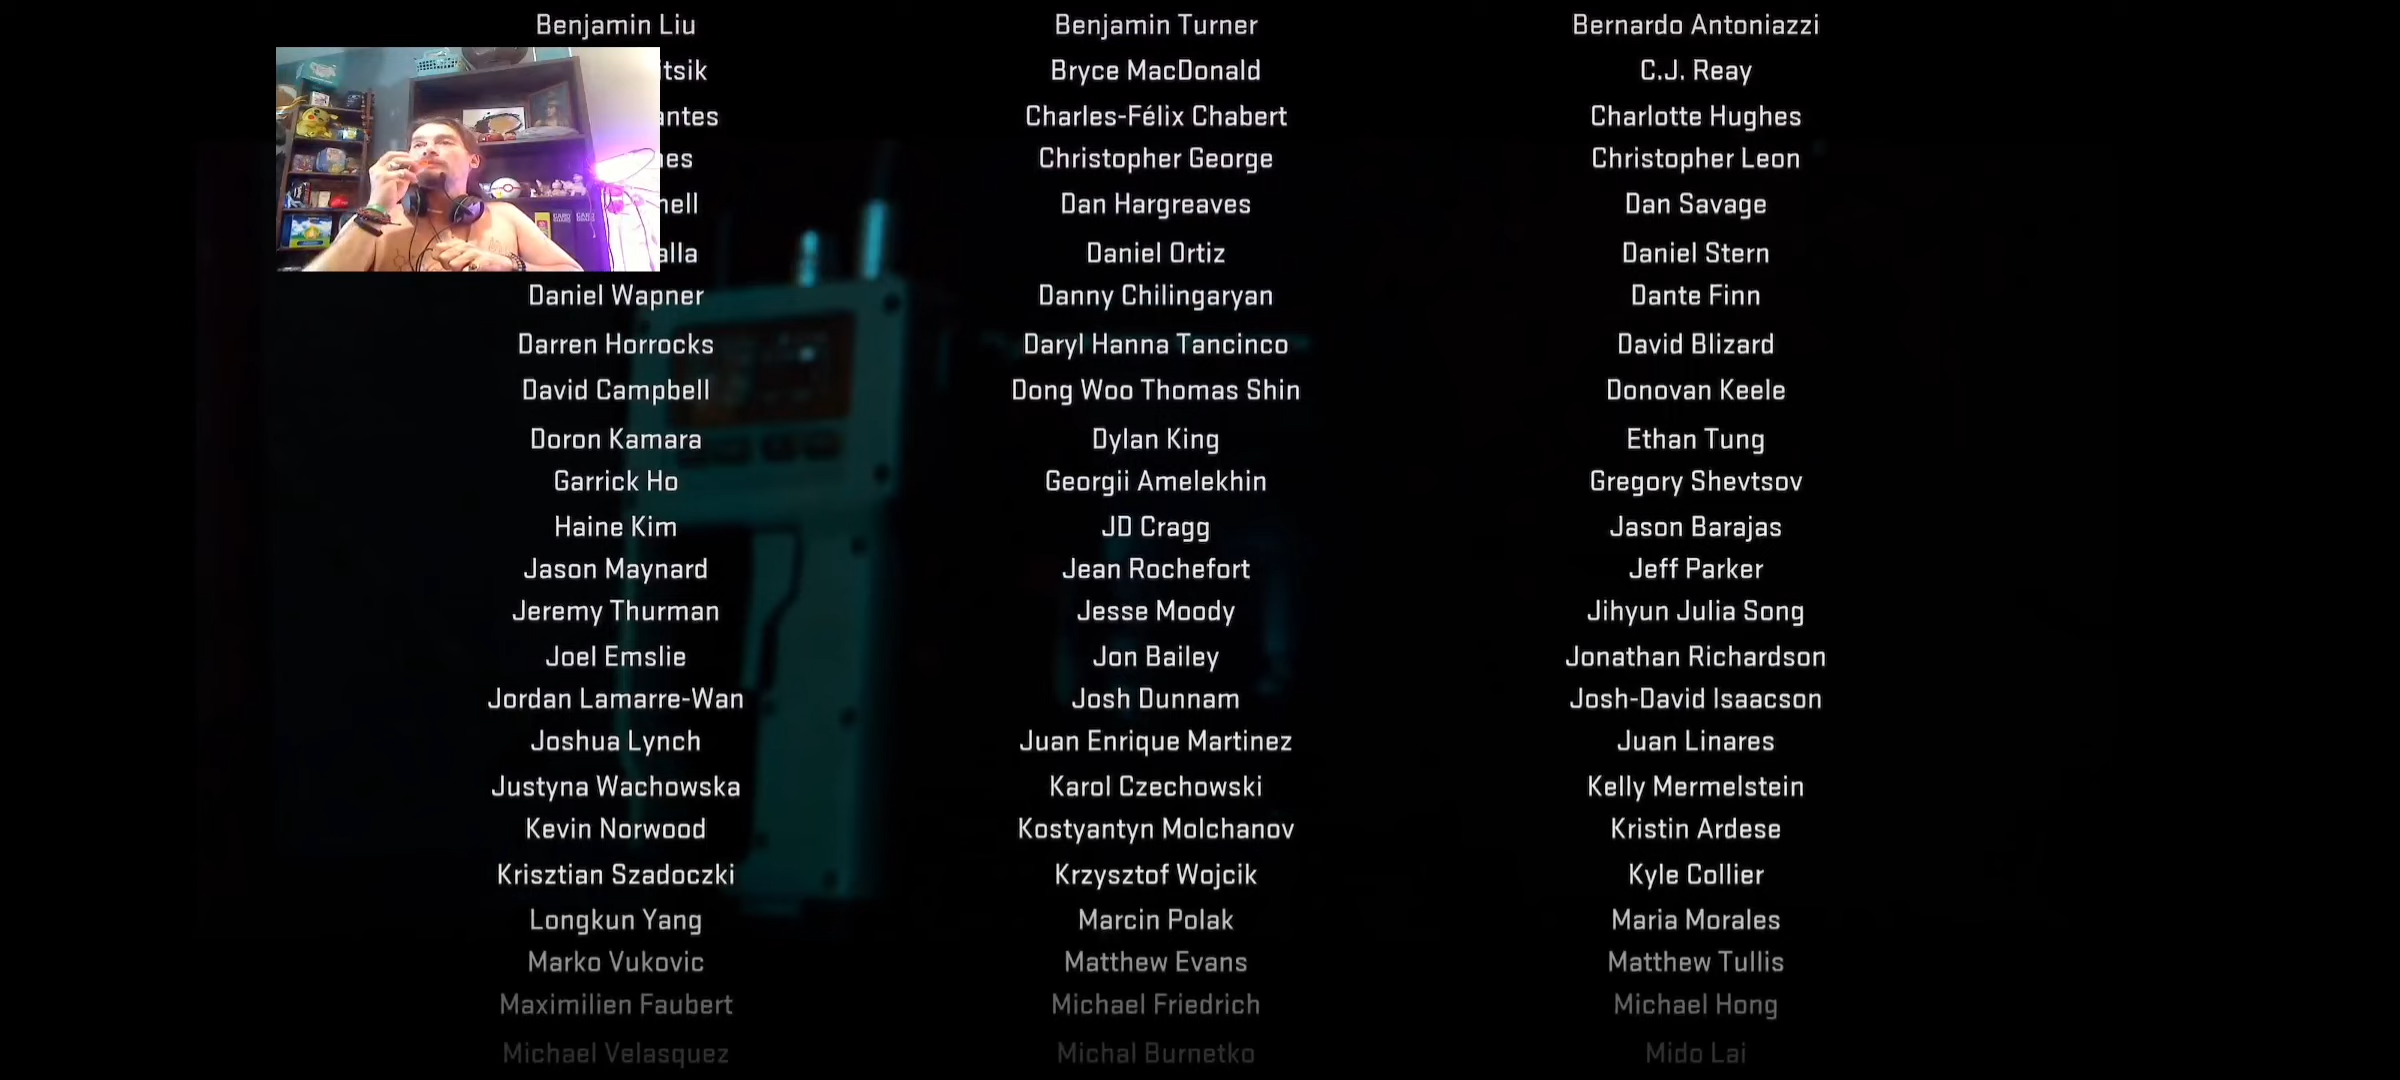 Benjamin Liu Benjamin Turner Bernardo Antoniazzi
Bryce MacDonald C.J. Reay
Charles-Félix Chabert Charlotte Hughes
Christopher George Christopher Leon
Dan Hargreaves Dan Savage
Daniel Ortiz Daniel Stern
Daniel Wapner Danny Chilingaryan Dante Finn
Darren Horrocks Daryl Hanna Tancinco David Blizard
David Campbell Dong Woo Thomas Shin Donovan Keele
Doron Kamara Dylan King Ethan Tung
Garrick Ho Georgii Amelekhin Gregory Shevtsov
Haine Kim JD Cragg Jason Barajas
Jason Maynard Jean Rochefort Jeff Parker
Jeremy Thurman Jesse Moody Jihyun Julia Song
Joel Emslie Jon Bailey Jonathan Richardson
Jordan Lamarre-Wan Josh Dunnam Josh-David Isaacson
Joshua Lynch Juan Enrique Martinez Juan Linares
Justyna Wachowska Karol Czechowski Kelly Mermelstein
Kevin Norwood Kostyantyn Molchanov Kristin Ardese
Krisztian Szadoczki Krzysztof Wojcik Kyle Collier
Longkun Yang Marcin Polak Maria Morales
Marko Vukovic Matthew Evans Matthew Tullis
Maximilien Faubert Michael Friedrich Michael Hong
Michael Velasquez Michal Burnetko Mido Lai